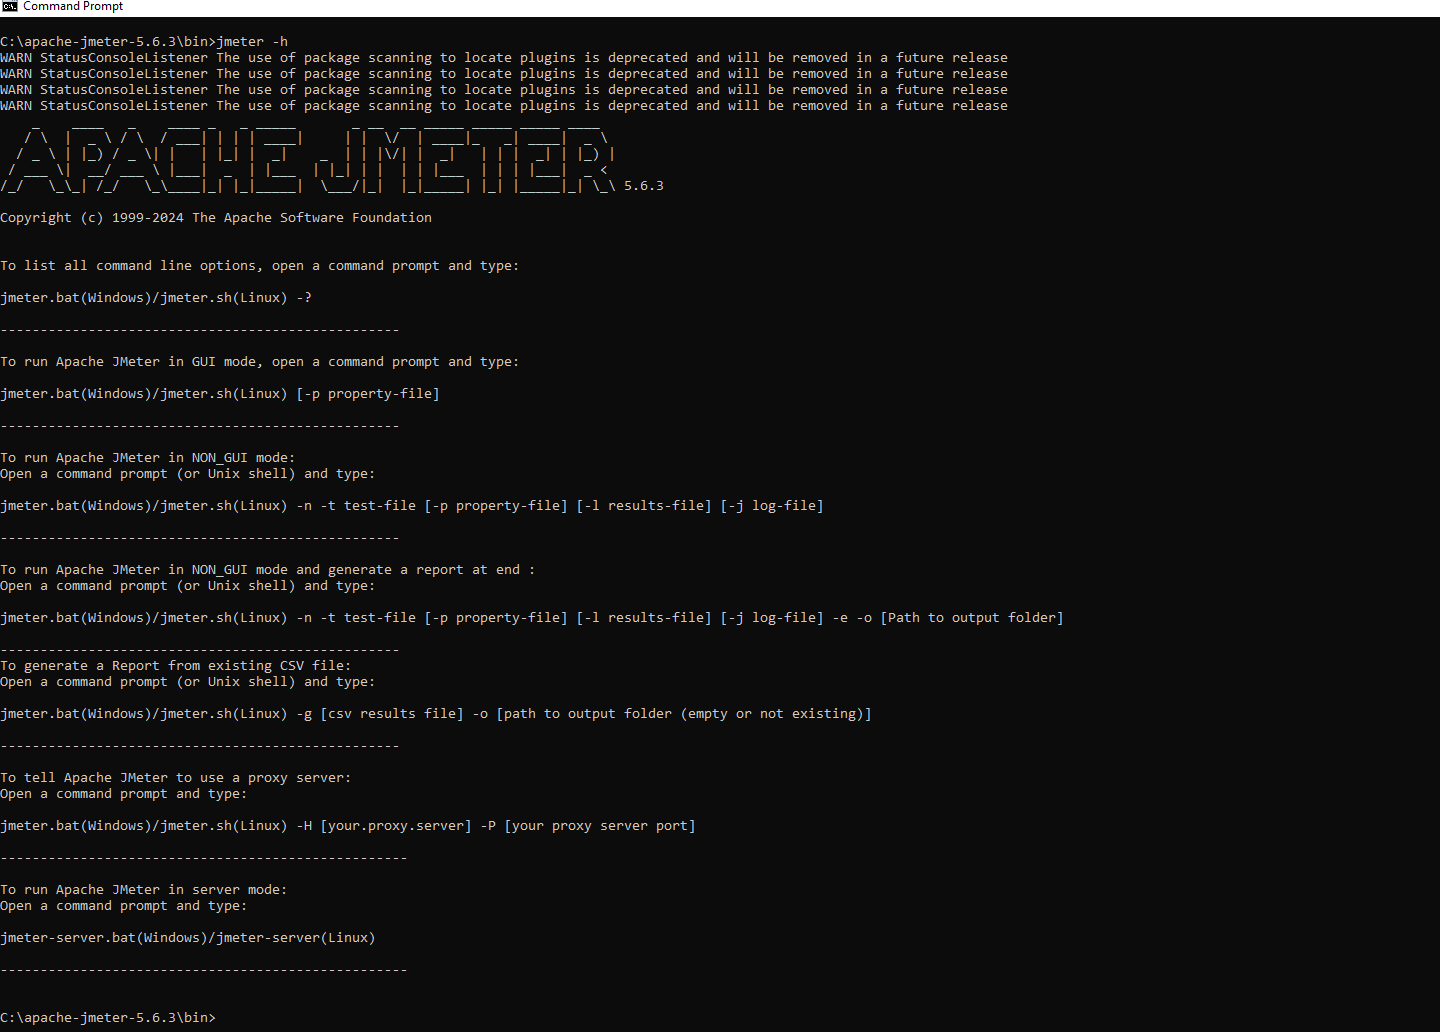 Command Prompt
C:\apache-jmeter-5.6.3\bin>jmeter -h
WARN StatusConsoleListener The use of package scanning to locate plugins is deprecated and will be removed in a future release
WARN StatusConsoleListener The use of package scanning to locate plugins is deprecated and will be removed in a future release
WARN StatusConsoleListener The use of package scanning to locate plugins is deprecated and will be removed in a future release
WARN StatusConsoleListener The use of package scanning to locate plugins is deprecated and will be removed in a future release
APACHE JMETER 5.6.3
Copyright (c) 1999-2024 The Apache Software Foundation
To list all command line options, open a command prompt and type:
jmeter.bat(Windows)/jmeter.sh(Linux) -?
--------------------------------------------------
To run Apache JMeter in GUI mode, open a command prompt and type:
jmeter.bat(Windows)/jmeter.sh(Linux) [-p property-file]
--------------------------------------------------
To run Apache JMeter in NON_GUI mode:
Open a command prompt (or Unix shell) and type:
jmeter.bat(Windows)/jmeter.sh(Linux) -n -t test-file [-p property-file] [-l results-file] [-j log-file]
--------------------------------------------------
To run Apache JMeter in NON_GUI mode and generate a report at end :
Open a command prompt (or Unix shell) and type:
jmeter.bat(Windows)/jmeter.sh(Linux) -n -t test-file [-p property-file] [-l results-file] [-j log-file] -e -o [Path to output folder]
--------------------------------------------------
To generate a Report from existing CSV file:
Open a command prompt (or Unix shell) and type:
jmeter.bat(Windows)/jmeter.sh(Linux) -g [csv results file] -o [path to output folder (empty or not existing)]
--------------------------------------------------
To tell Apache JMeter to use a proxy server:
Open a command prompt and type:
jmeter.bat(Windows)/jmeter.sh(Linux) -H [your.proxy.server] -P [your proxy server port]
---------------------------------------------------
To run Apache JMeter in server mode:
Open a command prompt and type:
jmeter-server.bat(Windows)/jmeter-server(Linux)
---------------------------------------------------
C:\apache-jmeter-5.6.3\bin>